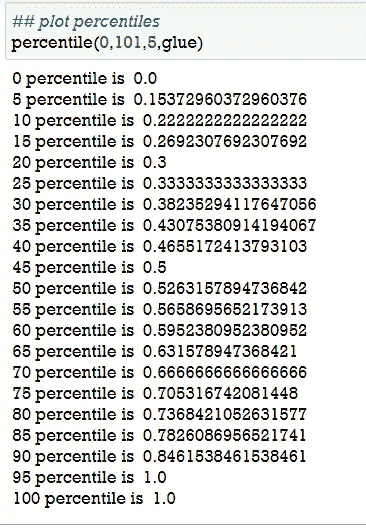 ## plot percentiles
percentile(0,101,5,glue)
0 percentile is 0.0
5 percentile is 0.15372960372960376
10 percentile is 0.2222222222222222
15 percentile is 0.2692307692307692
20 percentile is 0.3
25 percentile is 0.3333333333333333
30 percentile is 0.38235294117647056
35 percentile is 0.43075380914194067
40 percentile is 0.4655172413793103
45 percentile is 0.5
50 percentile is 0.5263157894736842
55 percentile is 0.5658695652173913
60 percentile is 0.5952380952380952
65 percentile is 0.631578947368421
70 percentile is 0.6666666666666666
75 percentile is 0.705316742081448
80 percentile is 0.7368421052631577
85 percentile is 0.7826086956521741
90 percentile is 0.8461538461538461
95 percentile is 1.0
100 percentile is 1.0